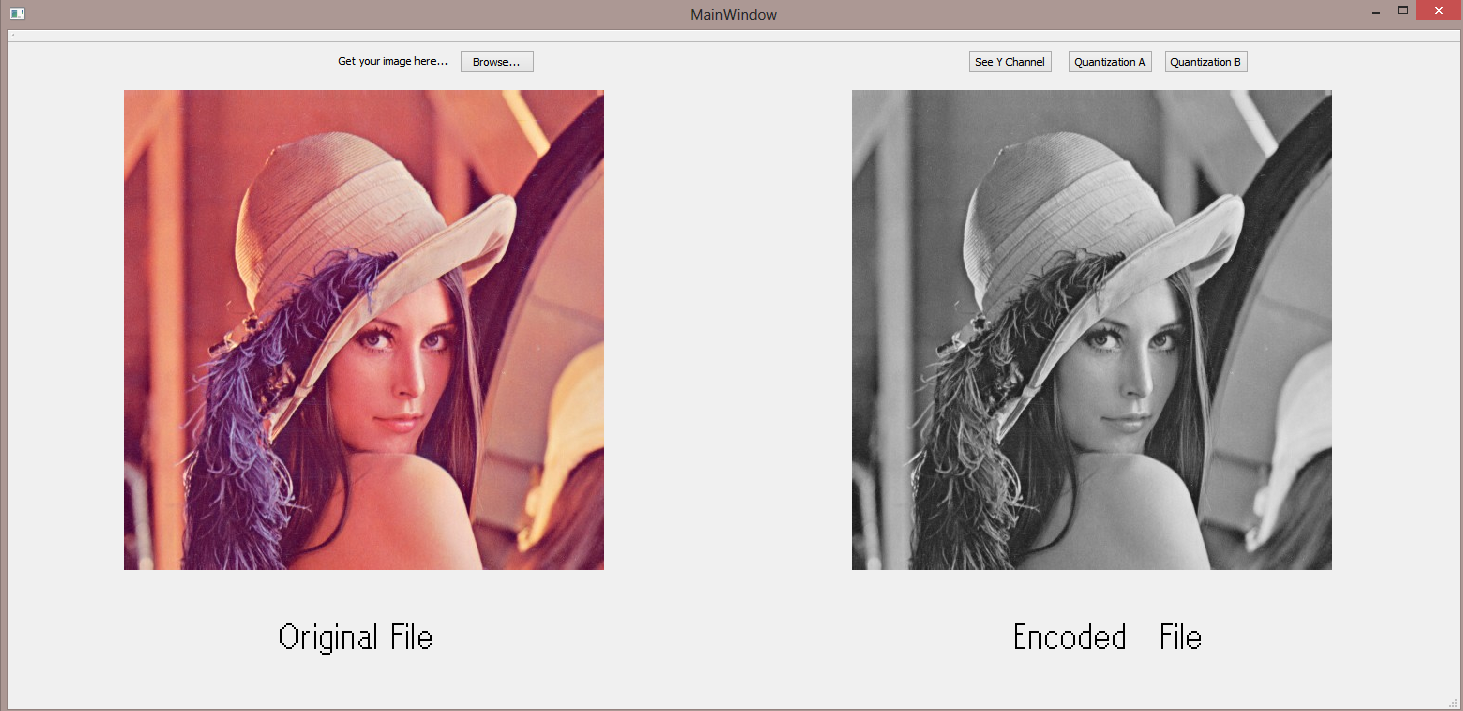 MainWindow
Get your image here... Browse... See Y Channel Quantization A Quantization B
Original File Encoded File